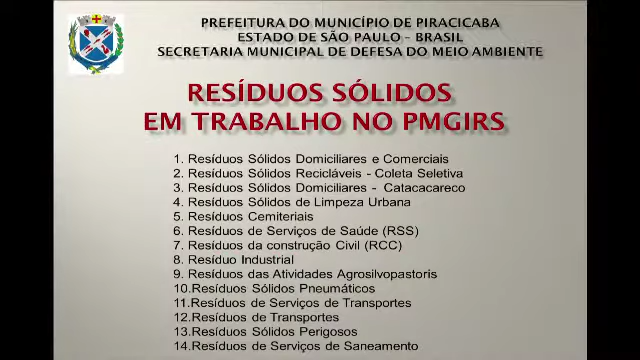 PREFEITURA DO MUNICÍPIO DE PIRACICABA
ESTADO DE SÃO PAULO – BRASIL
SECRETARIA MUNICIPAL DE DEFESA DO MEIO AMBIENTE
RESÍDUOS SÓLIDOS
EM TRABALHO NO PMGIRS
1. Resíduos Sólidos Domiciliares e Comerciais
2. Resíduos Sólidos Recicláveis - Coleta Seletiva
3. Resíduos Sólidos Domiciliares - Catacacareco
4. Resíduos Sólidos de Limpeza Urbana
5. Resíduos Cemiteriais
6. Resíduos de Serviços de Saúde (RSS)
7. Resíduos da construção Civil (RCC)
8. Resíduo Industrial
9. Resíduos das Atividades Agrosilvopastoris
10.Resíduos Sólidos Pneumáticos
11.Resíduos de Serviços de Transportes
12.Resíduos de Transportes
13.Resíduos Sólidos Perigosos
14.Resíduos de Serviços de Saneamento